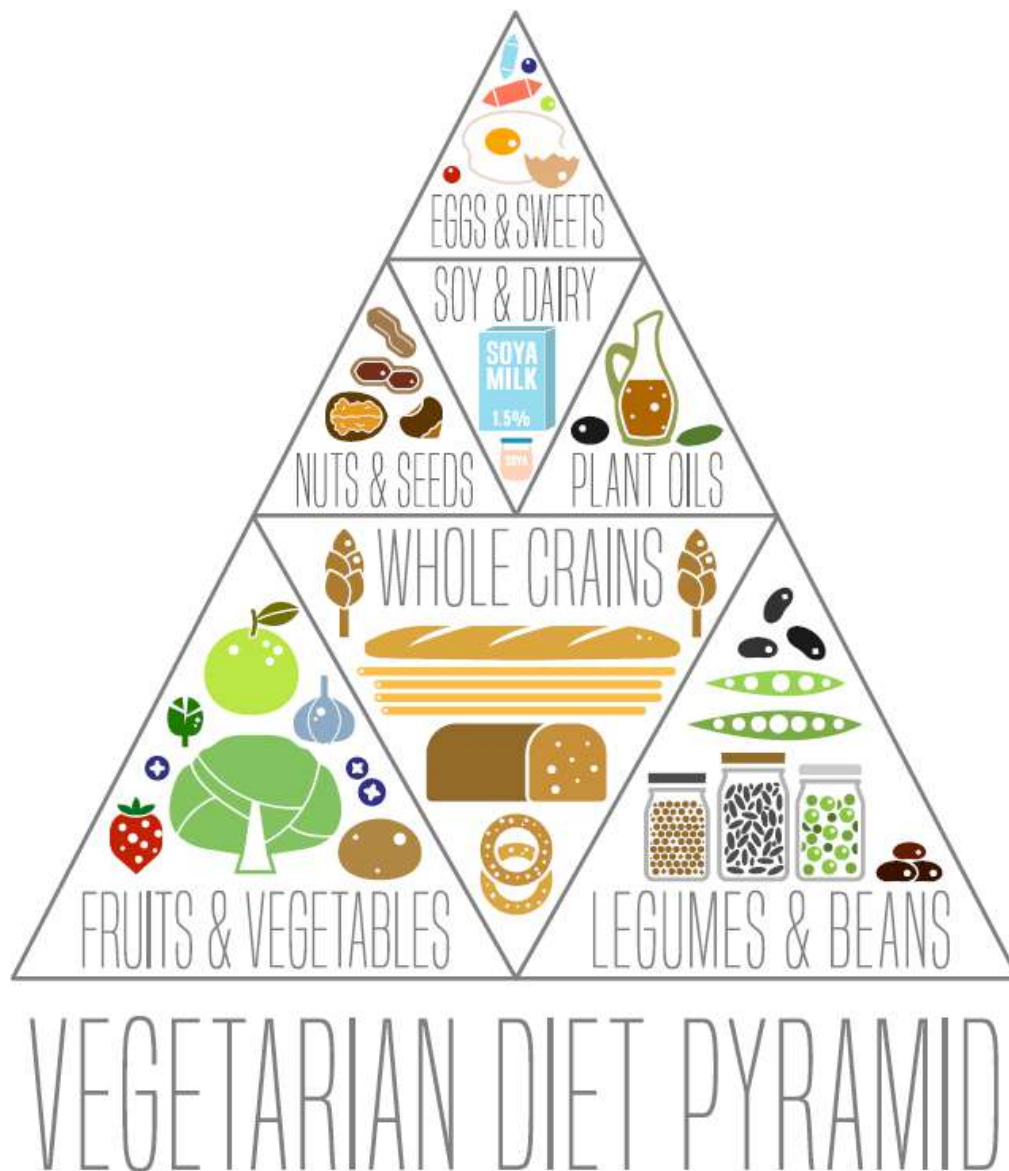 EGGS & SWEETS
SOY & DAIRY
SOYA
MILK
1.5%
SOYA
NUTS & SEEDS
PLANT OILS
WHOLE CRAINS
FRUITS & VEGETABLES
LEGUMES & BEANS
VEGETARIAN DIET PYRAMID